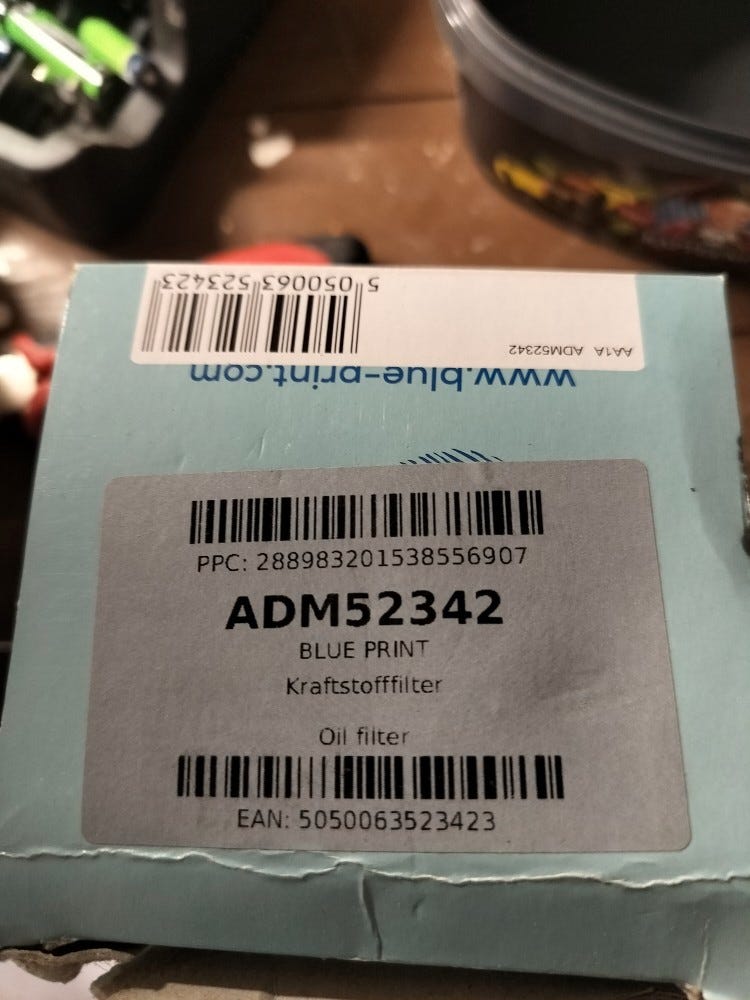 5 050063 523423
AA1A ADM52342
www.blue-print.com
PPC: 288983201538556907
ADM52342
BLUE PRINT
Kraftstofffilter
Oil filter
EAN: 5050063523423